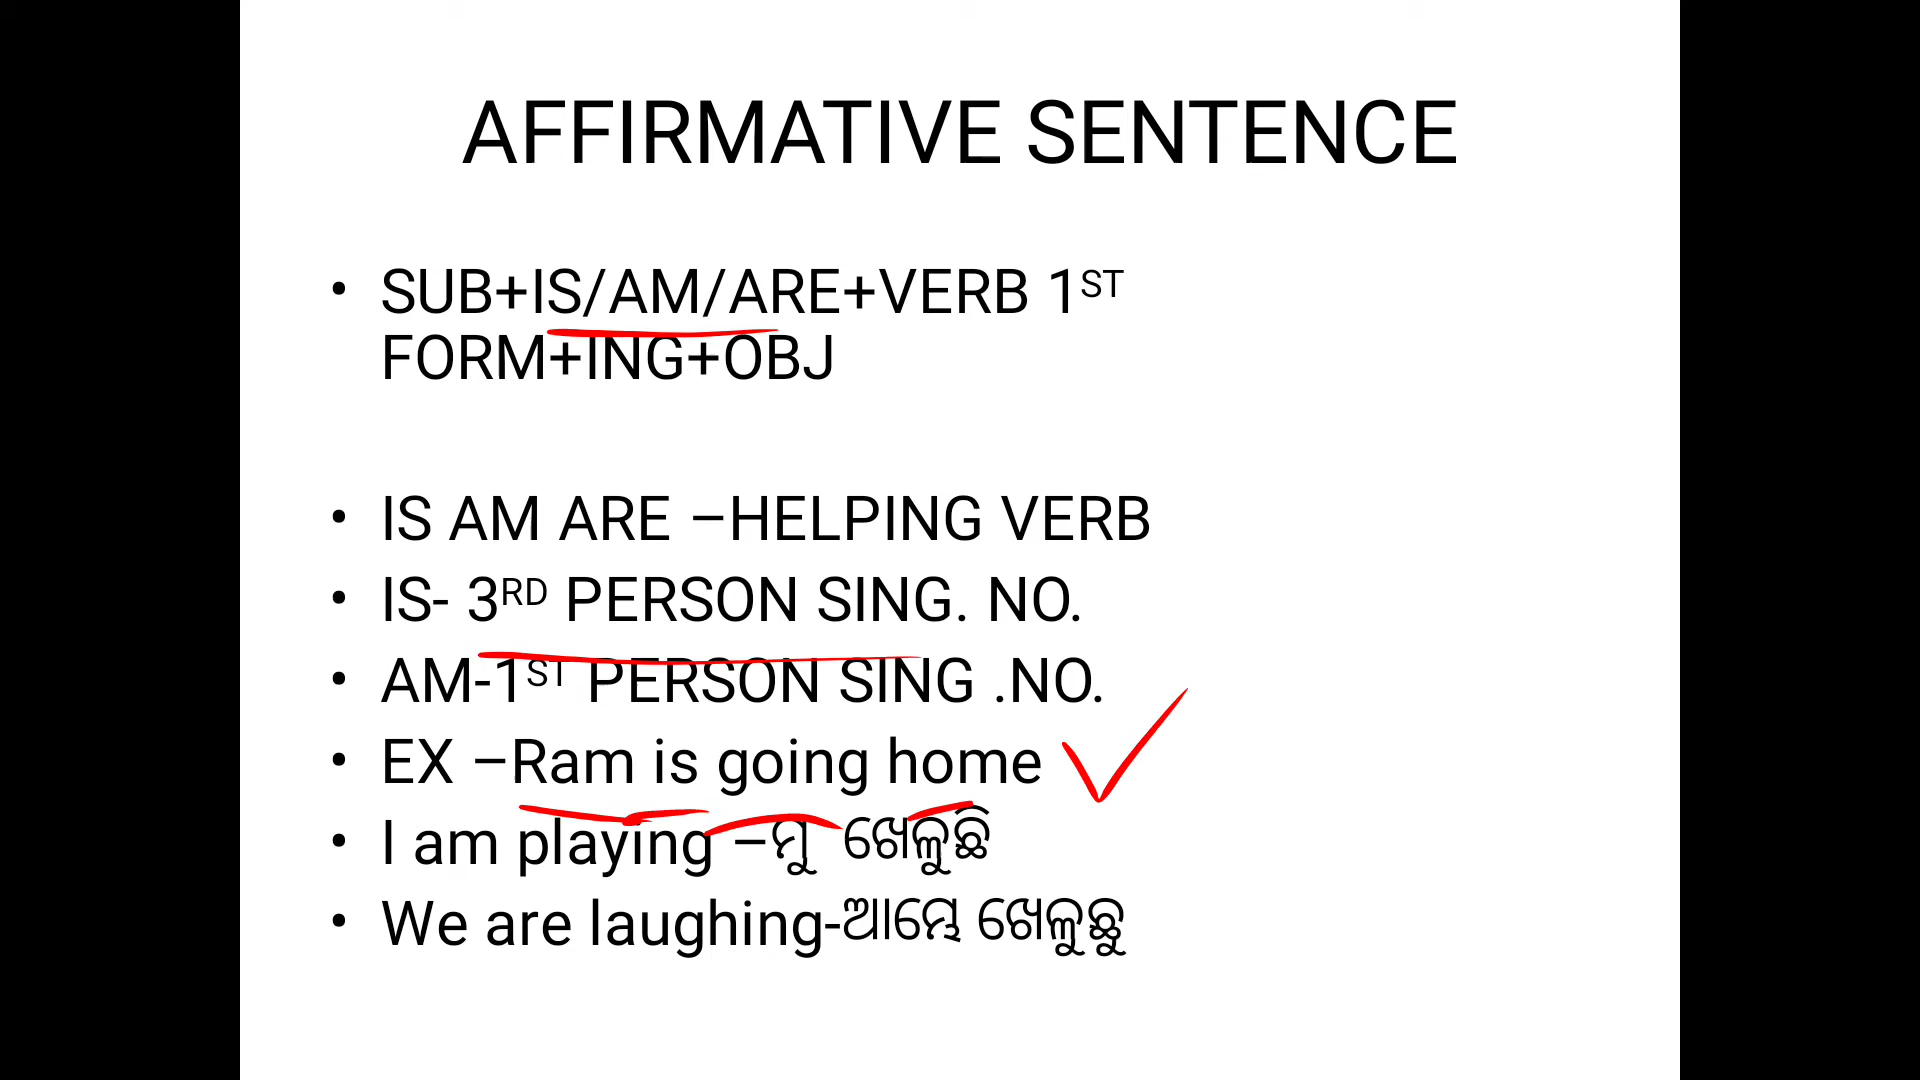 AFFIRMATIVE SENTENCE
• SUB+IS/AM/ARE+VERB 1ST
FORM+ING+OBJ
• IS AM ARE –HELPING VERB
• IS- 3RD PERSON SING. NO.
• AM-1ST PERSON SING .NO.
• EX –Ram is going home
• I am playing –ମୁ ଖେଳୁଛି
• We are laughing-ଆମ୍ଭେ ଖେଳୁଛୁ